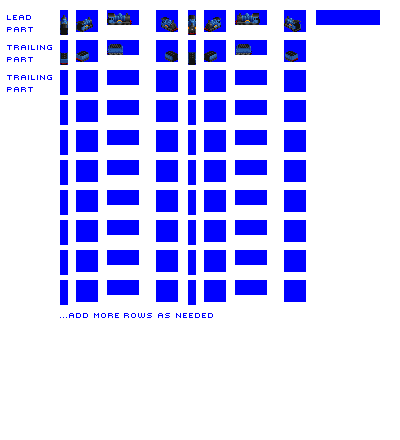 LEAD
PART
TRAILING
PART
TRAILING
PART
...ADD MORE ROWS AS NEEDED